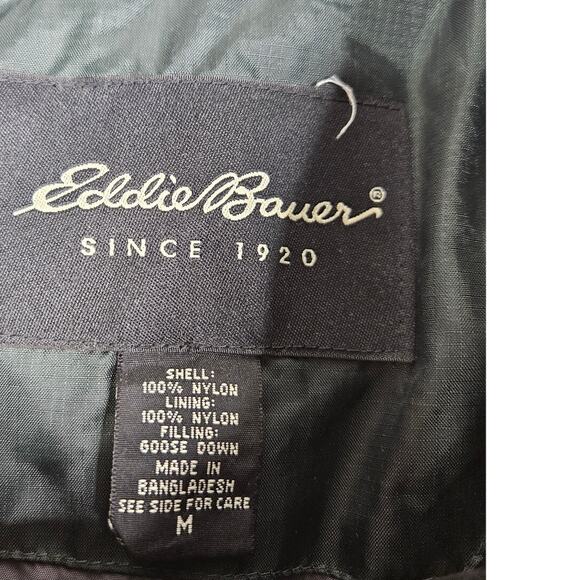 Eddie Bauer®
SINCE 1920
SHELL:
100% NYLON
LINING:
100% NYLON
FILLING:
GOOSE DOWN
MADE IN
BANGLADESH
SEE SIDE FOR CARE
M